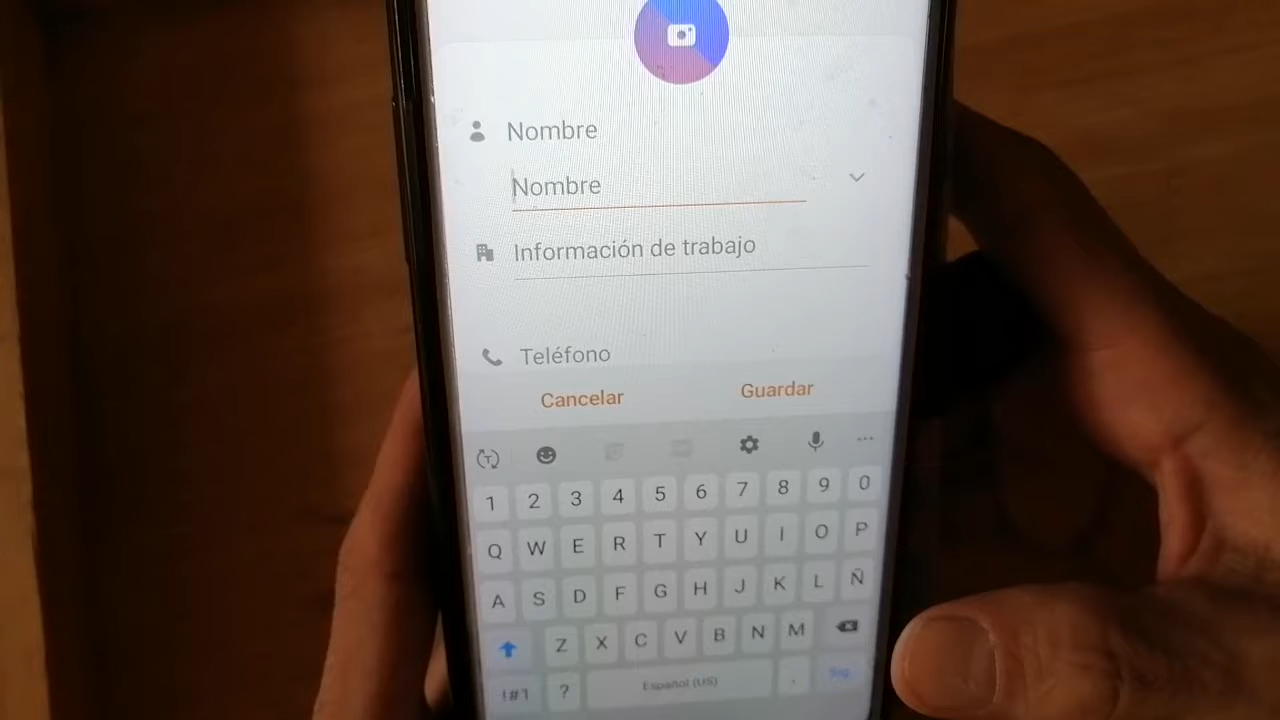 Nombre
Nombre
Información de trabajo
Teléfono
Cancelar Guardar
1 2 3 4 5 6 7 8 9 0
Q W E R T Y U I O P
A S D F G H J K L Ñ
Z X C V B N M
!#1 ? Español (US) . Sig.